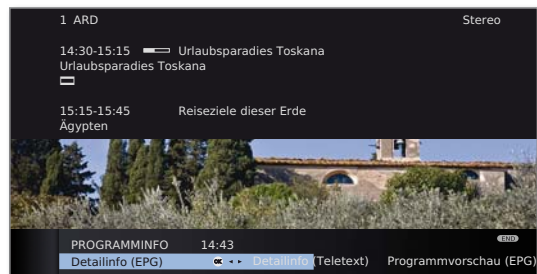 1 ARD Stereo
14:30-15:15 Urlaubsparadies Toskana
Urlaubsparadies Toskana
15:15-15:45 Reiseziele dieser Erde
Ägypten
END
PROGRAMMINFO 14:43
Detailinfo (EPG) OK Detailinfo (Teletext) Programmvorschau (EPG)